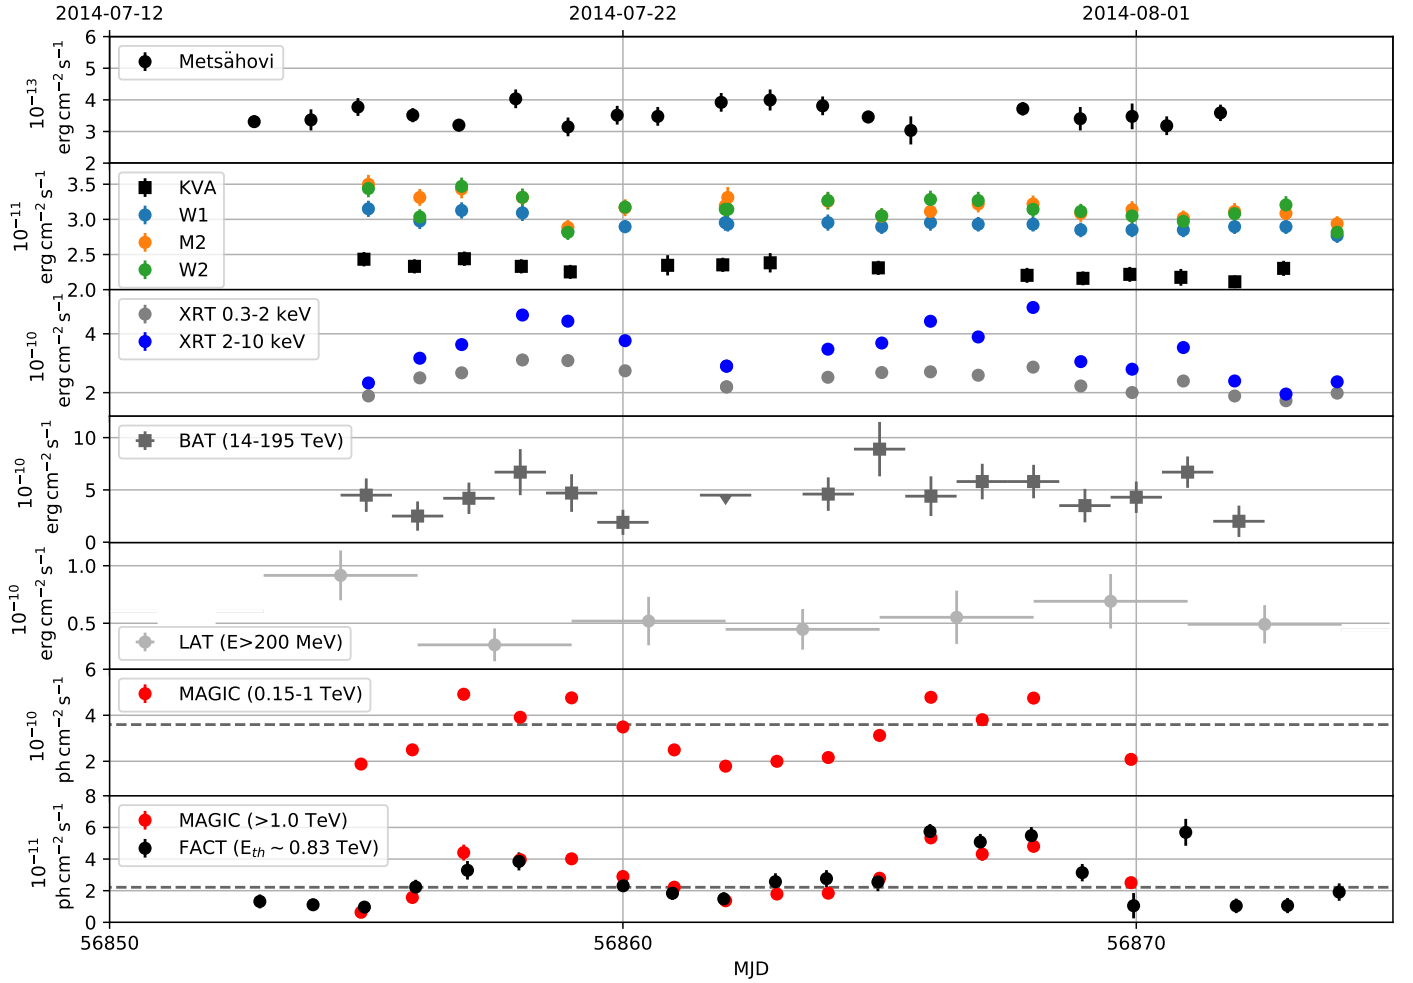 2014-07-12 2014-07-22 2014-08-01
6
5
4
3
2
10⁻¹³
erg cm⁻² s⁻¹
Metsähovi
3.5
3.0
2.5
2.0
10⁻¹¹
erg cm⁻² s⁻¹
KVA
W1
M2
W2
4
2
10⁻¹⁰
erg cm⁻² s⁻¹
XRT 0.3-2 keV
XRT 2-10 keV
10
5
0
10⁻¹⁰
erg cm⁻² s⁻¹
BAT (14-195 TeV)
1.0
0.5
10⁻¹⁰
erg cm⁻² s⁻¹
LAT (E>200 MeV)
6
4
2
10⁻¹⁰
ph cm⁻² s⁻¹
MAGIC (0.15-1 TeV)
8
6
4
2
0
10⁻¹¹
ph cm⁻² s⁻¹
MAGIC (>1.0 TeV)
FACT (Eₜₕ ~ 0.83 TeV)
56850 56860 56870
MJD